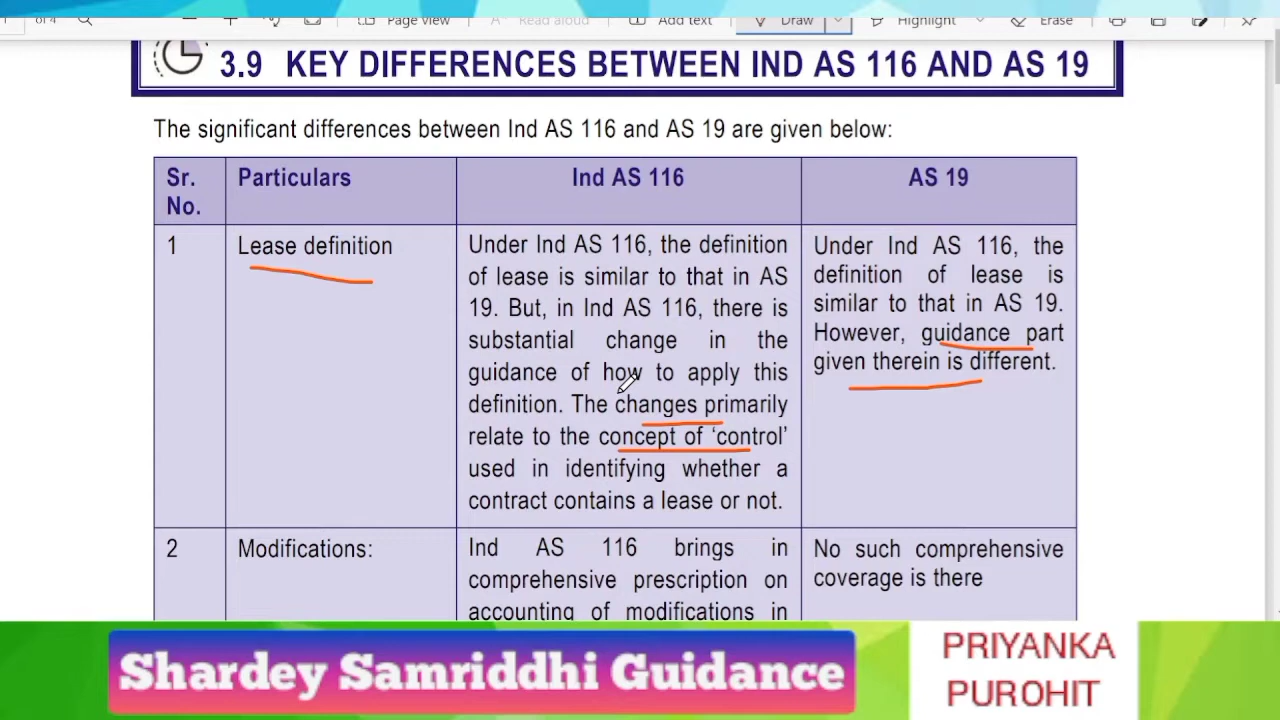 of 4
Page view
Read aloud
Add text
Draw
Highlight
Erase
3.9 KEY DIFFERENCES BETWEEN IND AS 116 AND AS 19
The significant differences between Ind AS 116 and AS 19 are given below:
Sr. No.
Particulars
Ind AS 116
AS 19
1
Lease definition
Under Ind AS 116, the definition
of lease is similar to that in AS
19. But, in Ind AS 116, there is
substantial change in the
guidance of how to apply this
definition. The changes primarily
relate to the concept of ‘control’
used in identifying whether a
contract contains a lease or not.
Under Ind AS 116, the
definition of lease is
similar to that in AS 19.
However, guidance part
given therein is different.
2
Modifications:
Ind AS 116 brings in
comprehensive prescription on
accounting of modifications in
No such comprehensive
coverage is there
Shardey Samriddhi Guidance
PRIYANKA
PUROHIT